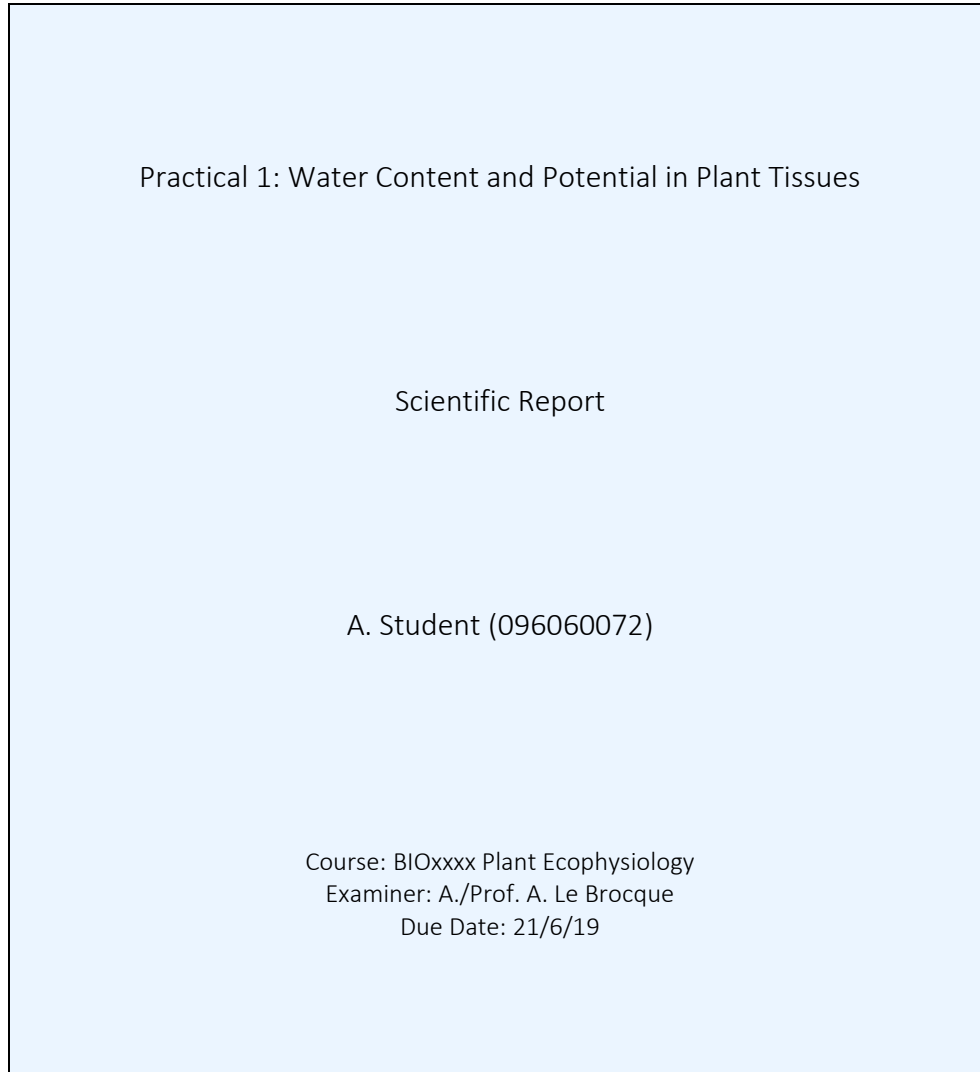 Practical 1: Water Content and Potential in Plant Tissues
Scientific Report
A. Student (096060072)
Course: BIOxxxx Plant Ecophysiology
Examiner: A./Prof. A. Le Brocque
Due Date: 21/6/19